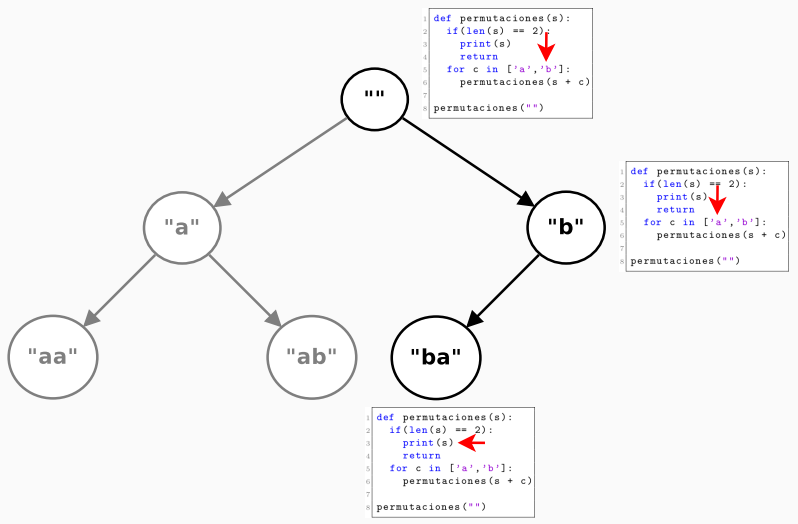 1 def permutaciones(s):
2   if(len(s) == 2):
3     print(s)
4     return
5   for c in ['a','b']:
6     permutaciones(s + c)
7
8 permutaciones("")
""
1 def permutaciones(s):
2   if(len(s) == 2):
3     print(s)
4     return
5   for c in ['a','b']:
6     permutaciones(s + c)
7
8 permutaciones("")
"a"
"b"
"aa"
"ab"
"ba"
1 def permutaciones(s):
2   if(len(s) == 2):
3     print(s)
4     return
5   for c in ['a','b']:
6     permutaciones(s + c)
7
8 permutaciones("")